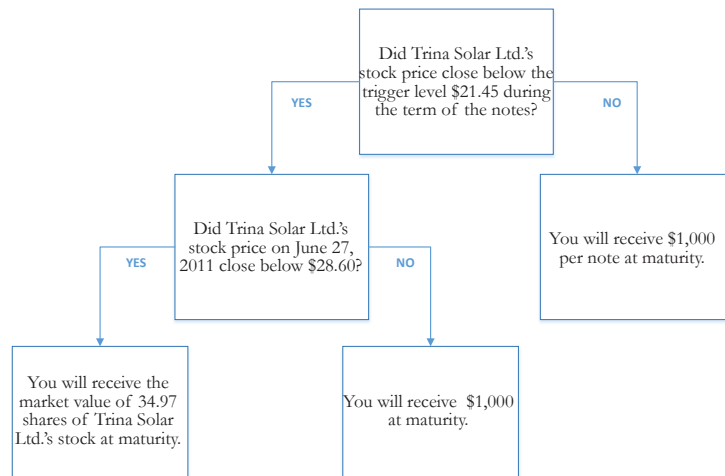 Did Trina Solar Ltd.'s
stock price close below the
trigger level $21.45 during
the term of the notes?
YES
NO
Did Trina Solar Ltd.'s
stock price on June 27,
2011 close below $28.60?
You will receive $1,000
per note at maturity.
YES
NO
You will receive the
market value of 34.97
shares of Trina Solar
Ltd.'s stock at maturity.
You will receive $1,000
at maturity.